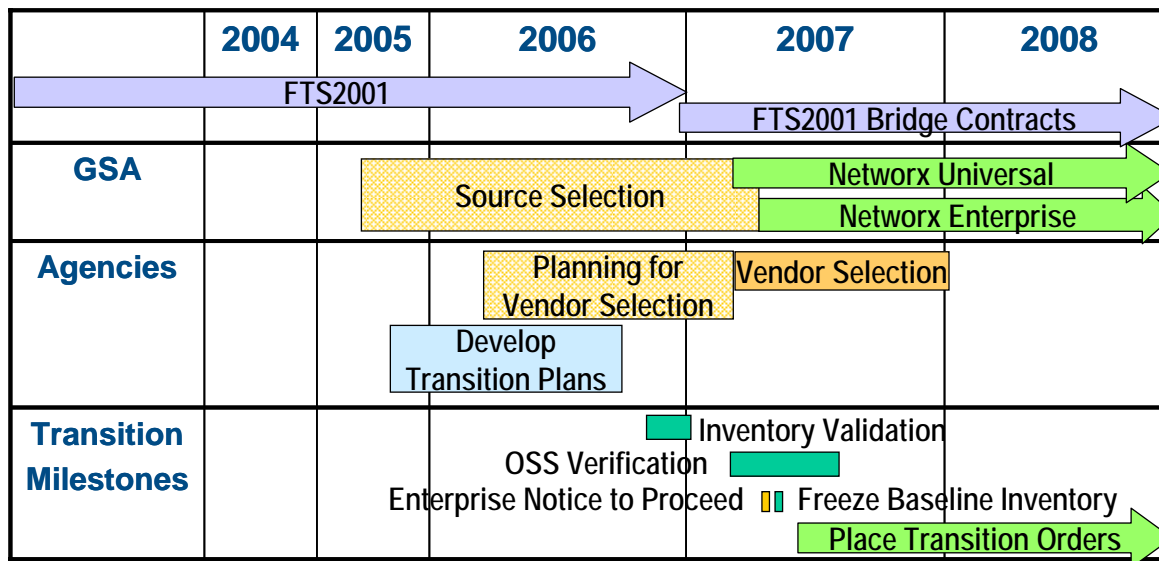 2004 2005 2006 2007 2008
FTS2001
FTS2001 Bridge Contracts
GSA
Source Selection
Networx Universal
Networx Enterprise
Agencies
Planning for
Vendor Selection
Vendor Selection
Develop
Transition Plans
Transition
Milestones
Inventory Validation
OSS Verification
Enterprise Notice to Proceed
Freeze Baseline Inventory
Place Transition Orders